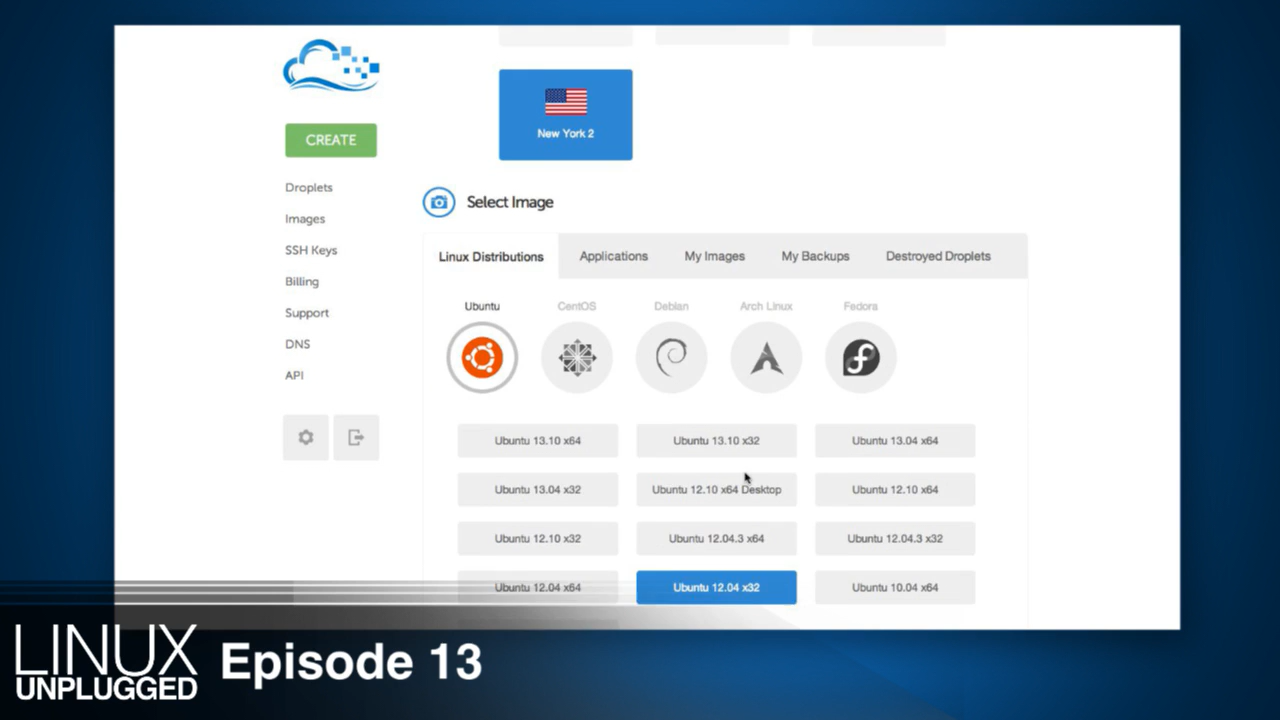 New York 2
CREATE
Droplets
Images
SSH Keys
Billing
Support
DNS
API
Select Image
Linux Distributions Applications My Images My Backups Destroyed Droplets
Ubuntu CentOS Debian Arch Linux Fedora
Ubuntu 13.10 x64 Ubuntu 13.10 x32 Ubuntu 13.04 x64
Ubuntu 13.04 x32 Ubuntu 12.10 x64 Desktop Ubuntu 12.10 x64
Ubuntu 12.10 x32 Ubuntu 12.04.3 x64 Ubuntu 12.04.3 x32
Ubuntu 12.04 x64 Ubuntu 12.04 x32 Ubuntu 10.04 x64
LINUX
UNPLUGGED
Episode 13